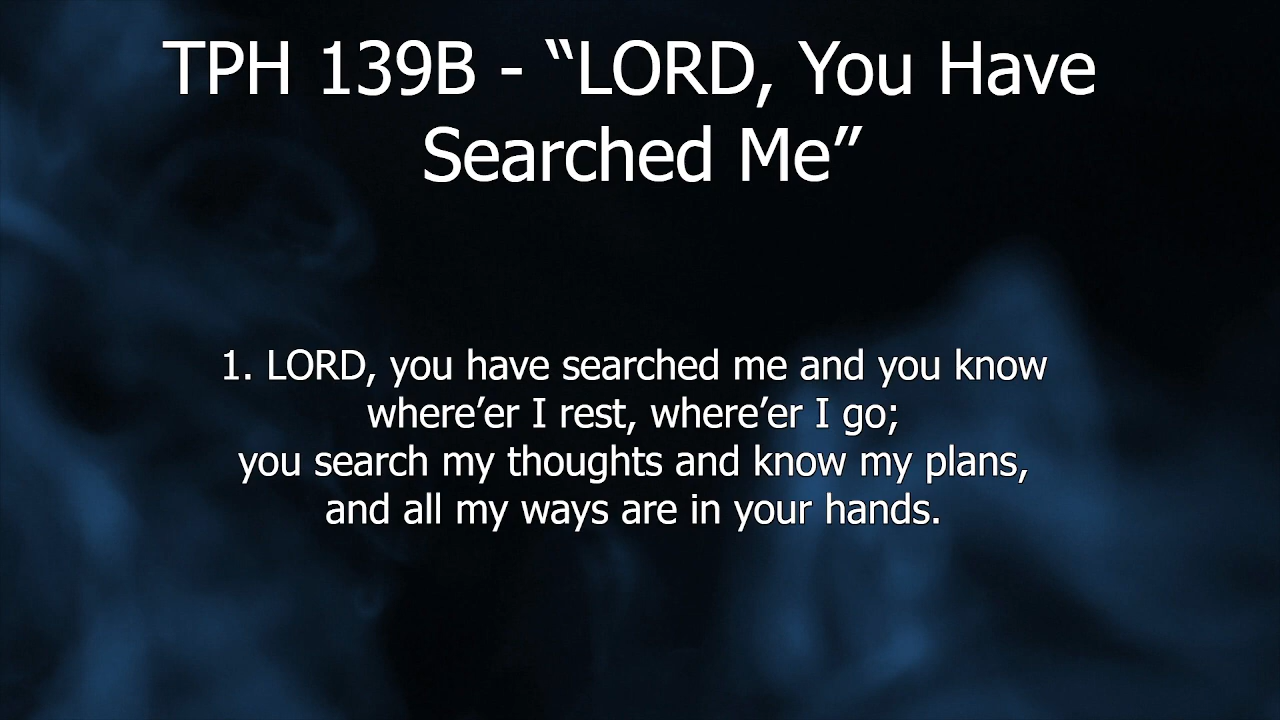 TPH 139B - “LORD, You Have
Searched Me”
1. LORD, you have searched me and you know
where’er I rest, where’er I go;
you search my thoughts and know my plans,
and all my ways are in your hands.